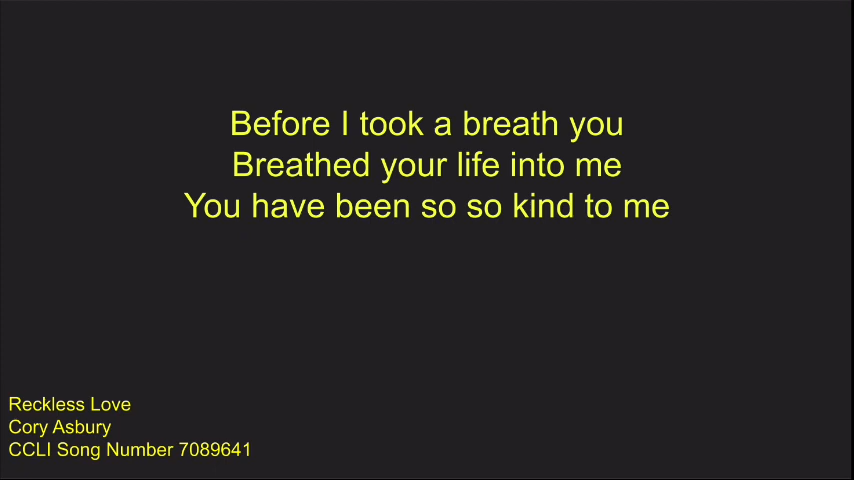 Before I took a breath you
Breathed your life into me
You have been so so kind to me
Reckless Love
Cory Asbury
CCLI Song Number 7089641